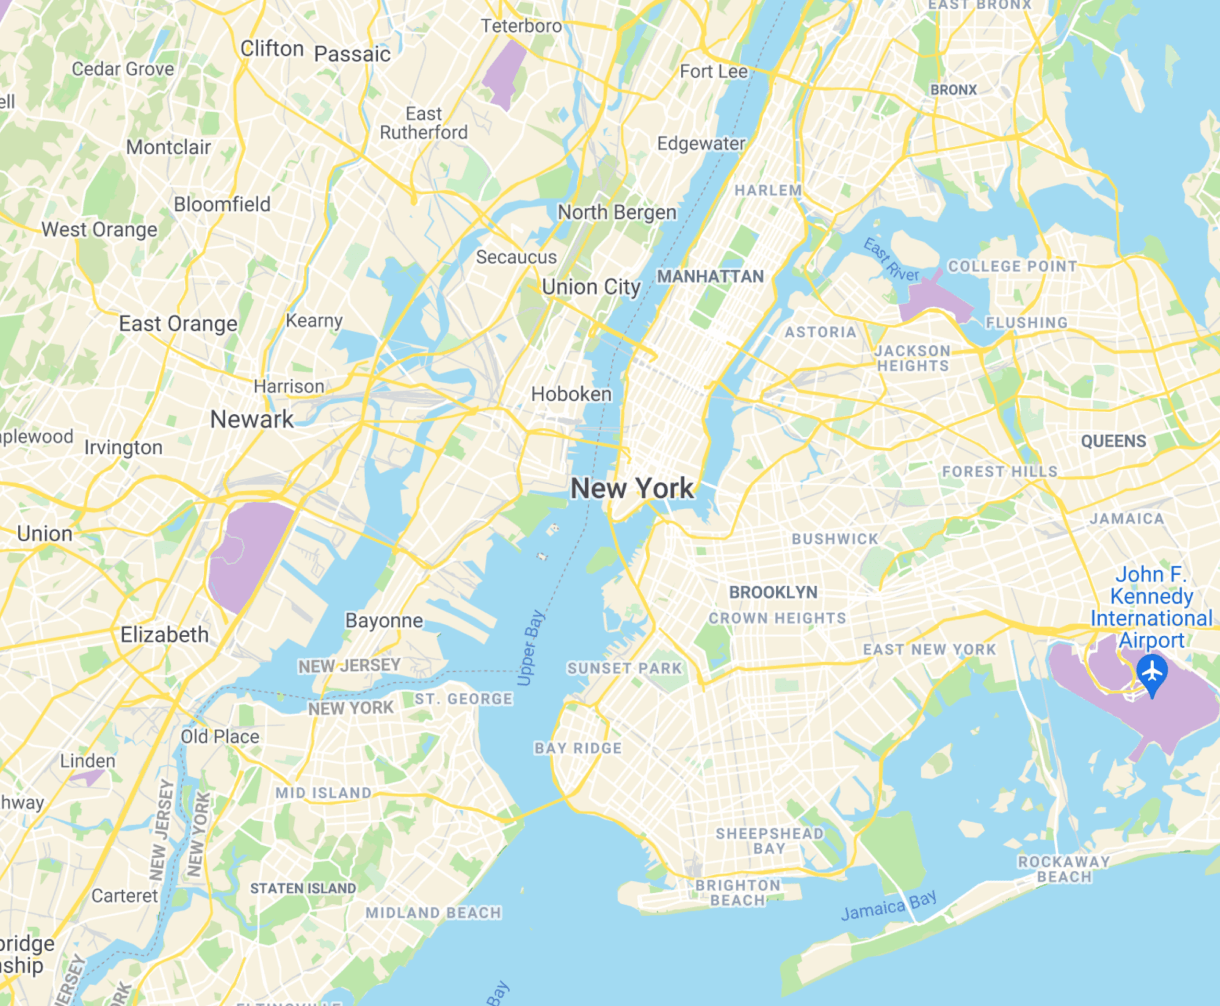 EAST BRONX
Teterboro
Clifton
Passaic
Cedar Grove
Fort Lee
BRONX
ell
East
Rutherford
Montclair
Edgewater
HARLEM
Bloomfield
North Bergen
West Orange
East River
Secaucus
COLLEGE POINT
MANHATTAN
Union City
East Orange
Kearny
ASTORIA
FLUSHING
JACKSON
HEIGHTS
Harrison
Hoboken
Newark
aplewood
Irvington
QUEENS
FOREST HILLS
New York
Union
JAMAICA
BUSHWICK
John F.
Kennedy
International
Airport
BROOKLYN
CROWN HEIGHTS
Bayonne
Elizabeth
Upper Bay
EAST NEW YORK
NEW JERSEY
SUNSET PARK
NEW YORK
ST. GEORGE
Old Place
BAY RIDGE
Linden
MID ISLAND
hway
NEW JERSEY
NEW YORK
SHEEPSHEAD
BAY
ROCKAWAY
BEACH
STATEN ISLAND
BRIGHTON
BEACH
Carteret
Jamaica Bay
MIDLAND BEACH
bridge
nship
ERSEY
ORK
Bay